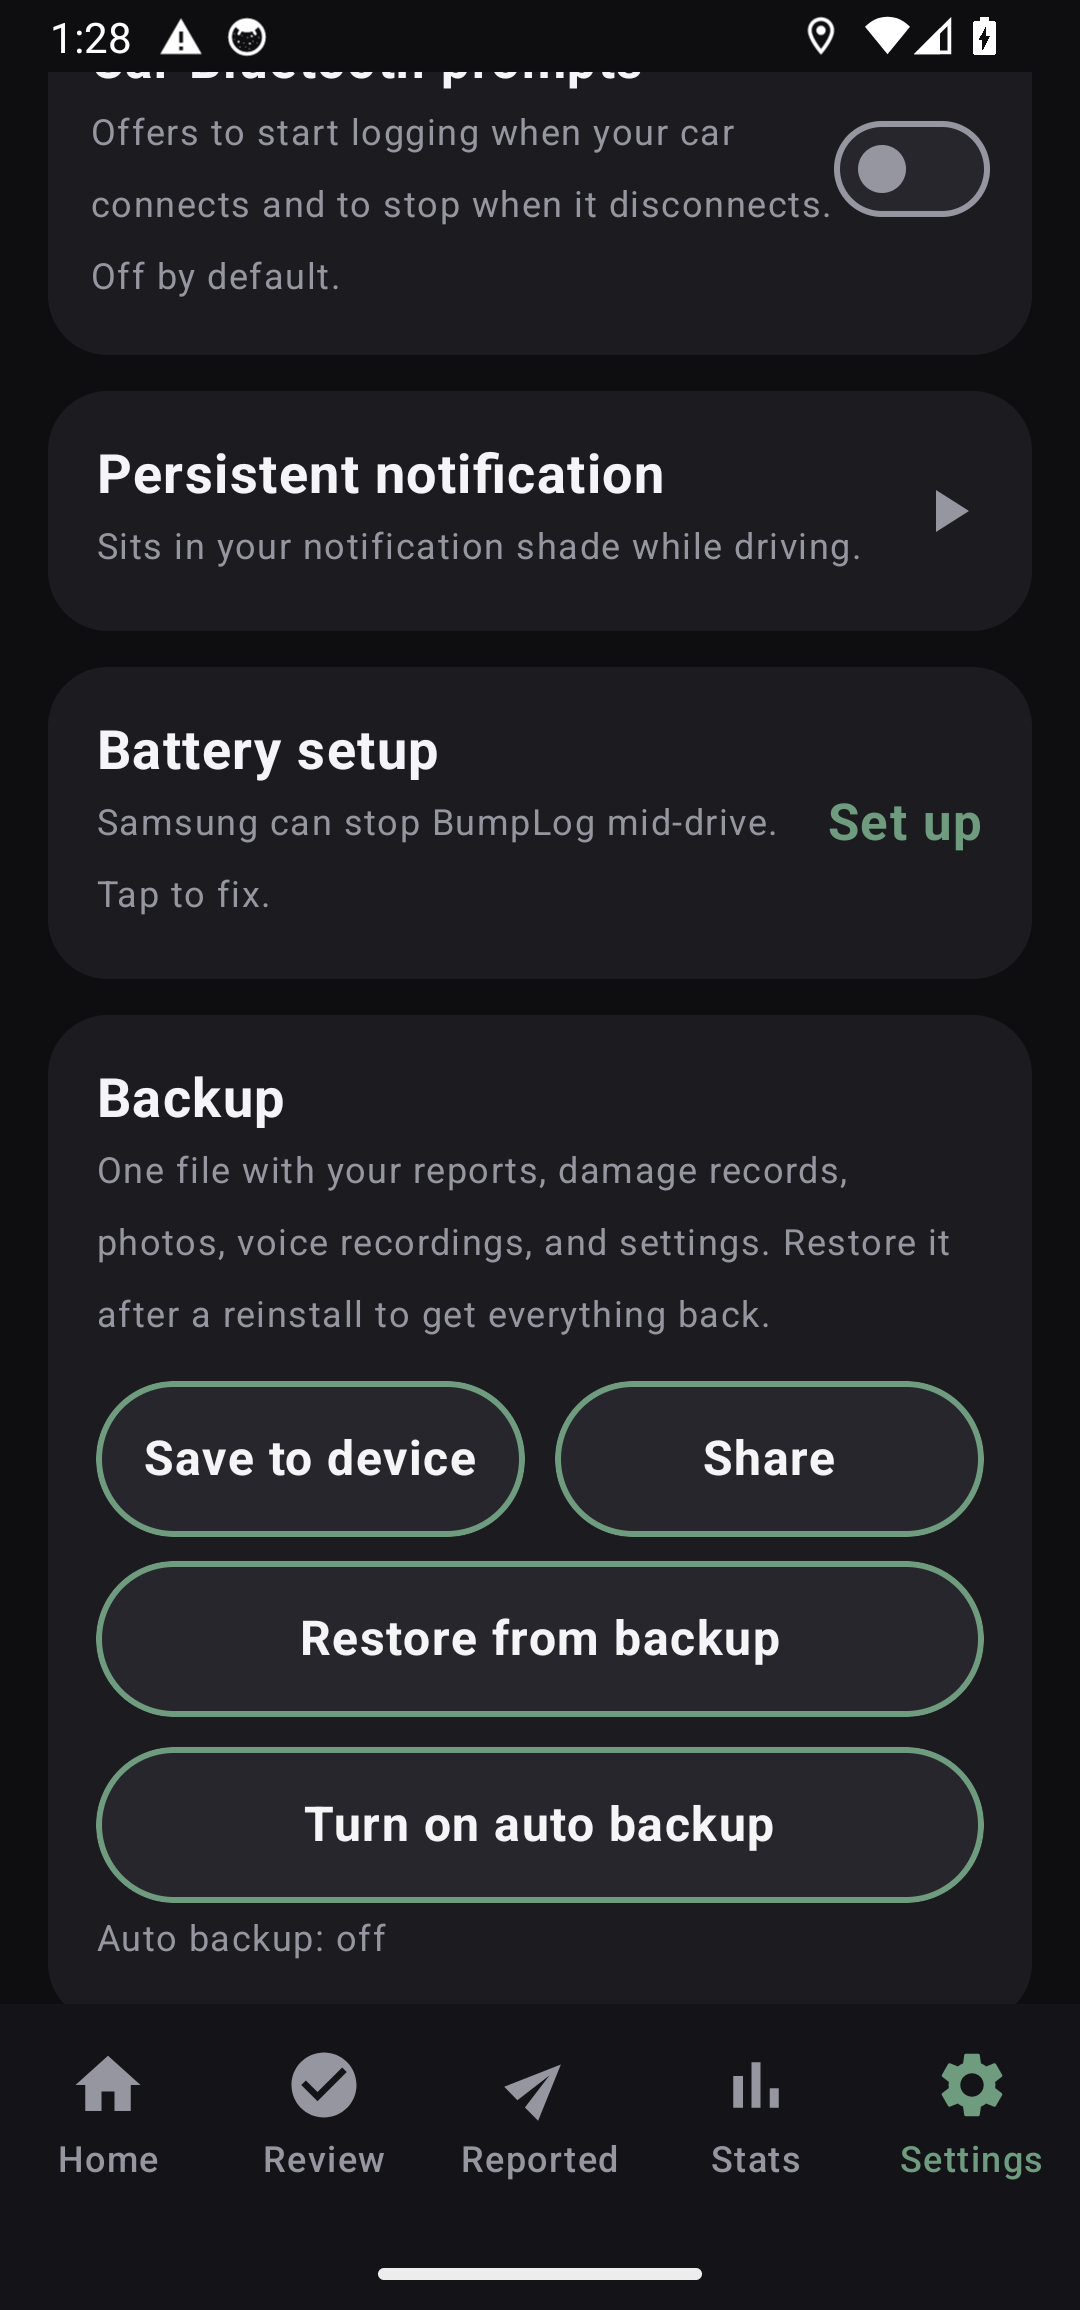 1:28
Car Bluetooth prompts
Offers to start logging when your car
connects and to stop when it disconnects.
Off by default.
Persistent notification
Sits in your notification shade while driving.
Battery setup
Samsung can stop BumpLog mid-drive.
Tap to fix.
Set up
Backup
One file with your reports, damage records,
photos, voice recordings, and settings. Restore it
after a reinstall to get everything back.
Save to device
Share
Restore from backup
Turn on auto backup
Auto backup: off
Home
Review
Reported
Stats
Settings